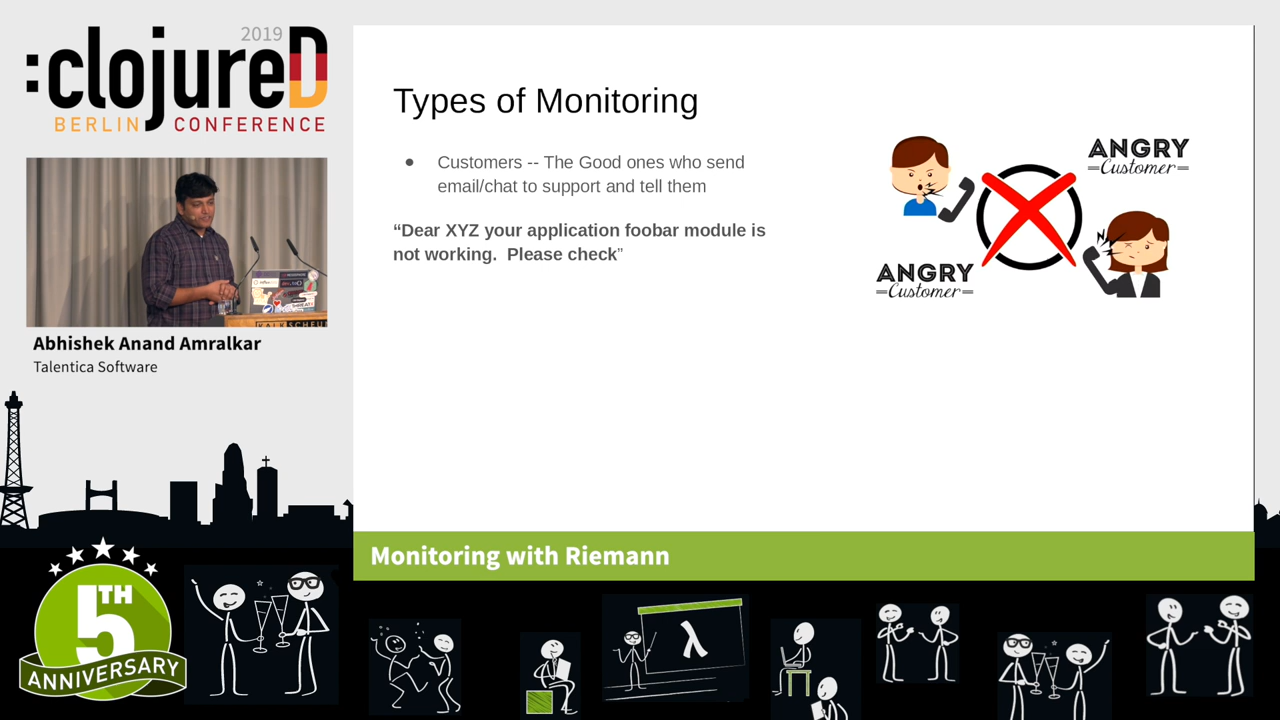 2019
:clojureD
BERLIN CONFERENCE
KALKSCHEU
Abhishek Anand Amralkar
Talentica Software
Types of Monitoring
● Customers -- The Good ones who send
email/chat to support and tell them
“Dear XYZ your application foobar module is
not working.  Please check”
ANGRY
Customer
ANGRY
Customer
Monitoring with Riemann
5TH
ANNIVERSARY
λ